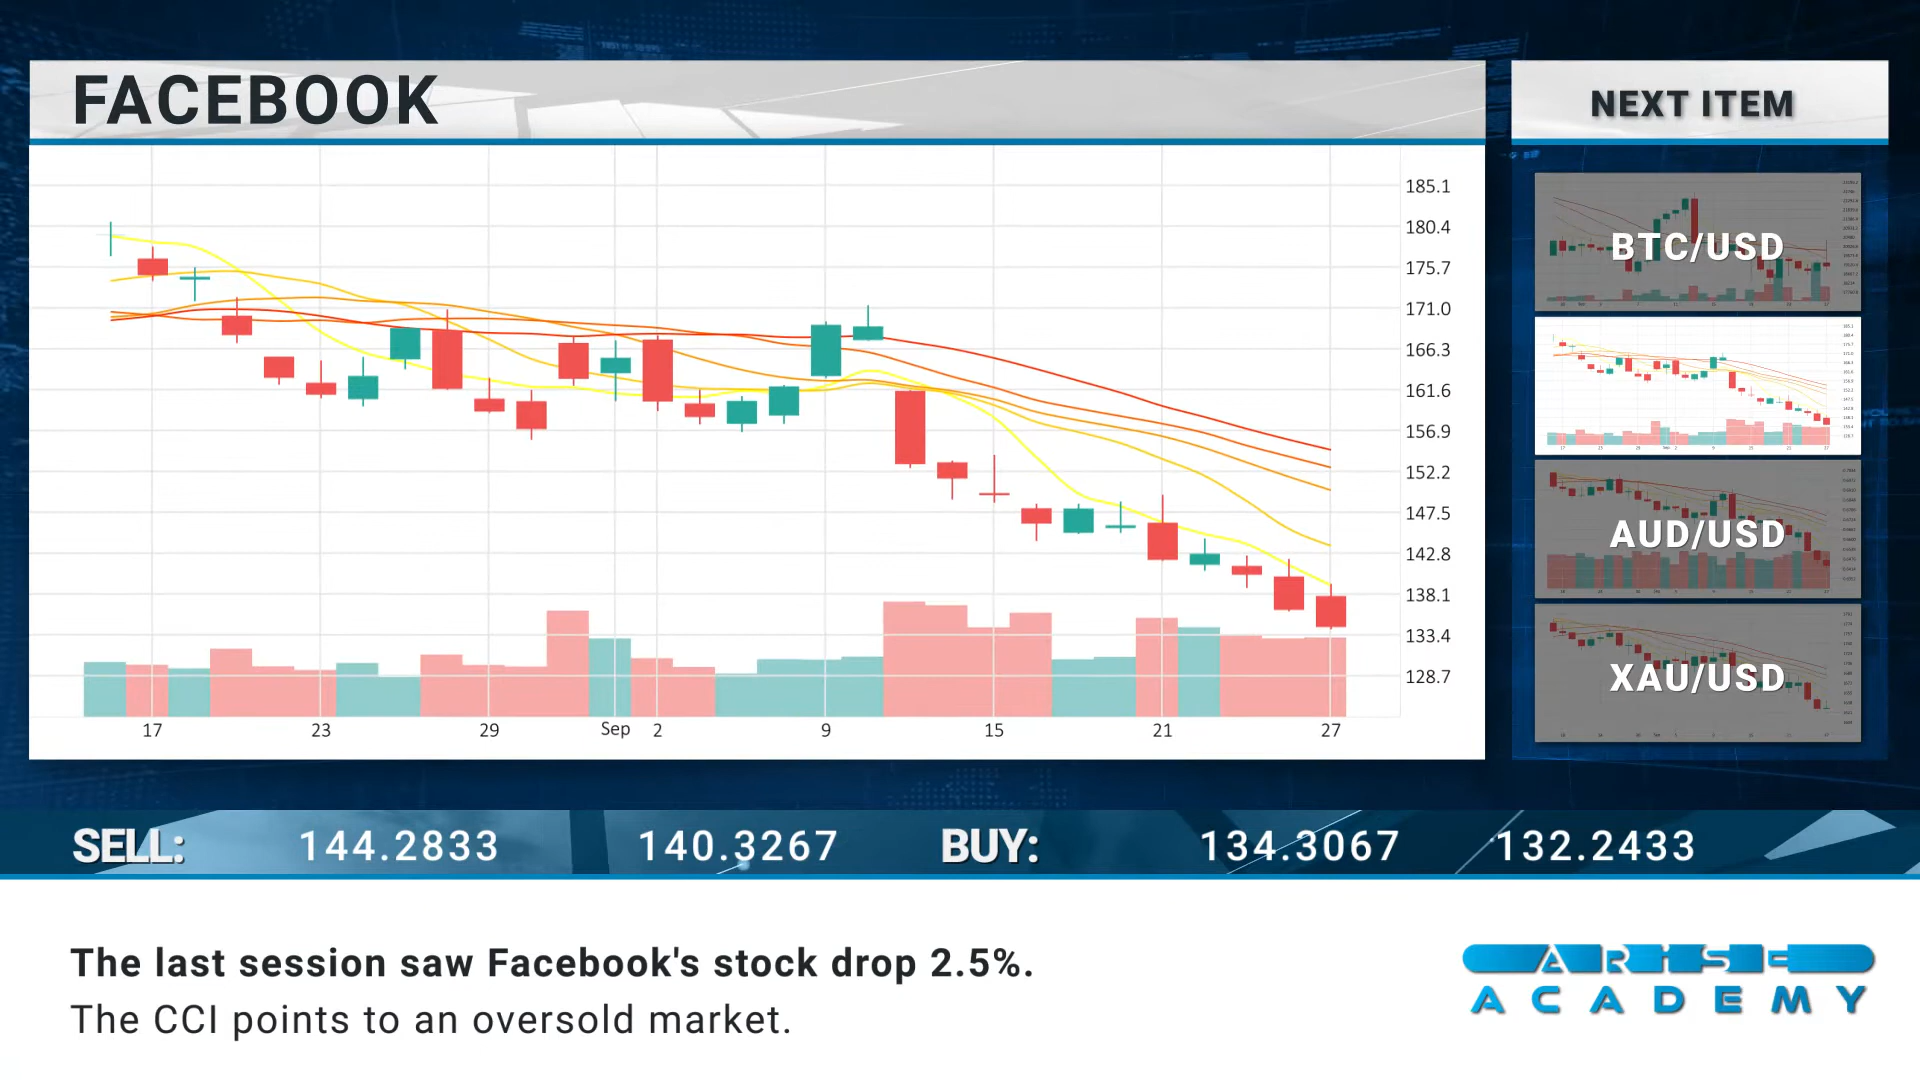 FACEBOOK
NEXT ITEM
185.1
180.4
175.7
171.0
166.3
161.6
156.9
152.2
147.5
142.8
138.1
133.4
128.7
17 23 29 Sep 2 9 15 21 27
BTC/USD
AUD/USD
XAU/USD
SELL: 144.2833 140.3267 BUY: 134.3067 132.2433
The last session saw Facebook's stock drop 2.5%.
The CCI points to an oversold market.
ARISE
ACADEMY